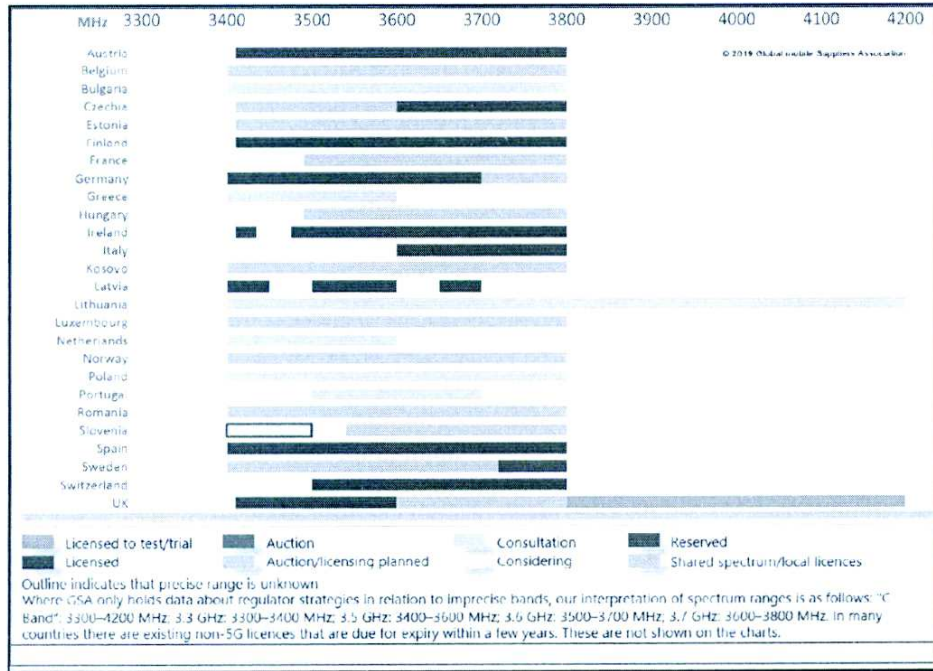 MHz 3300 3400 3500 3600 3700 3800 3900 4000 4100 4200
Austria © 2019 Global mobile Suppliers Association
Belgium
Bulgaria
Czechia
Estonia
Finland
France
Germany
Greece
Hungary
Ireland
Italy
Kosovo
Latvia
Lithuania
Luxembourg
Netherlands
Norway
Poland
Portugal
Romania
Slovenia
Spain
Sweden
Switzerland
UK
Licensed to test/trial Auction Consultation Reserved
Licensed Auction/licensing planned Considering Shared spectrum/local licences
Outline indicates that precise range is unknown
Where GSA only holds data about regulator strategies in relation to imprecise bands, our interpretation of spectrum ranges is as follows: "C
Band": 3300–4200 MHz; 3.3 GHz: 3300–3400 MHz; 3.5 GHz: 3400–3600 MHz; 3.6 GHz: 3500–3700 MHz; 3.7 GHz: 3600–3800 MHz. In many
countries there are existing non-5G licences that are due for expiry within a few years. These are not shown on the charts.